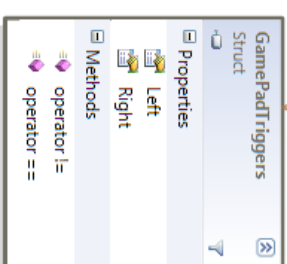 GamePadTriggers
Struct
Properties
Left
Right
Methods
operator !=
operator ==